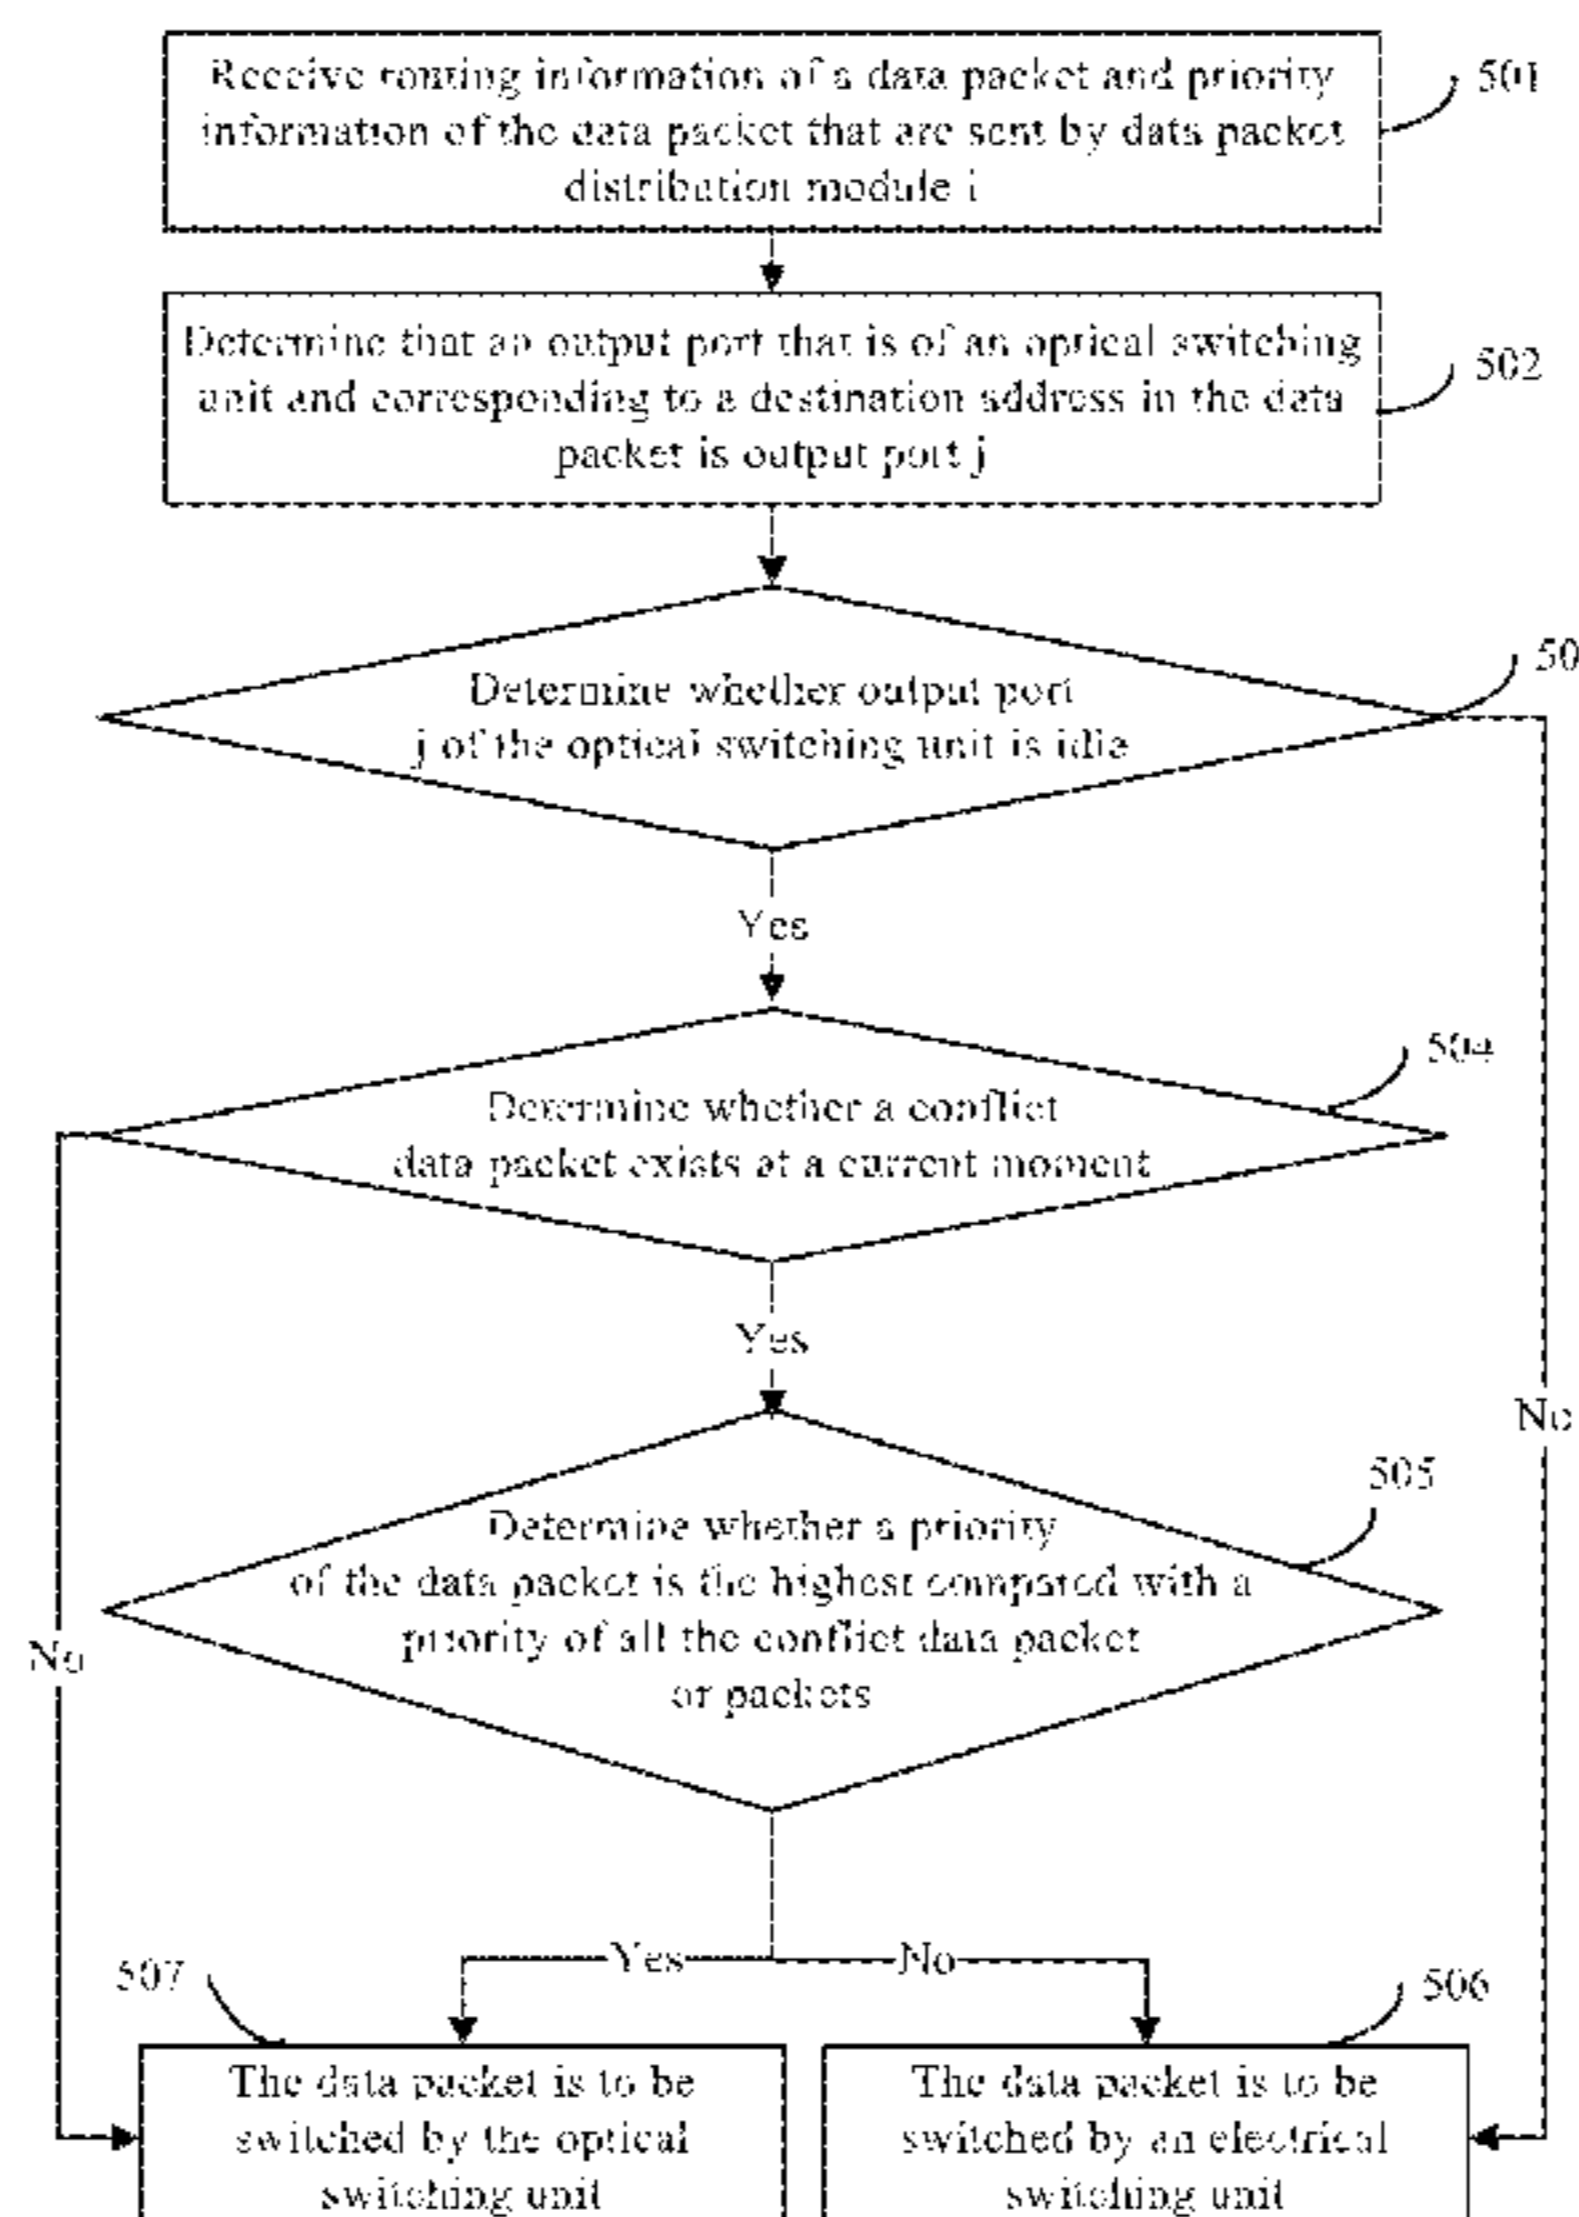 Receive routing information of a data packet and priority
information of the data packet that are sent by data packet
distribution module i
501
Determine that an output port that is of an optical switching
unit and corresponding to a destination address in the data
packet is output port j
502
Determine whether output port
j of the optical switching unit is idle
50
Yes
504
Determine whether a conflict
data packet exists at a current moment
Yes
No
505
Determine whether a priority
of the data packet is the highest compared with a
priority of all the conflict data packet
or packets
No
Yes
No
507
506
The data packet is to be
switched by the optical
switching unit
The data packet is to be
switched by an electrical
switching unit